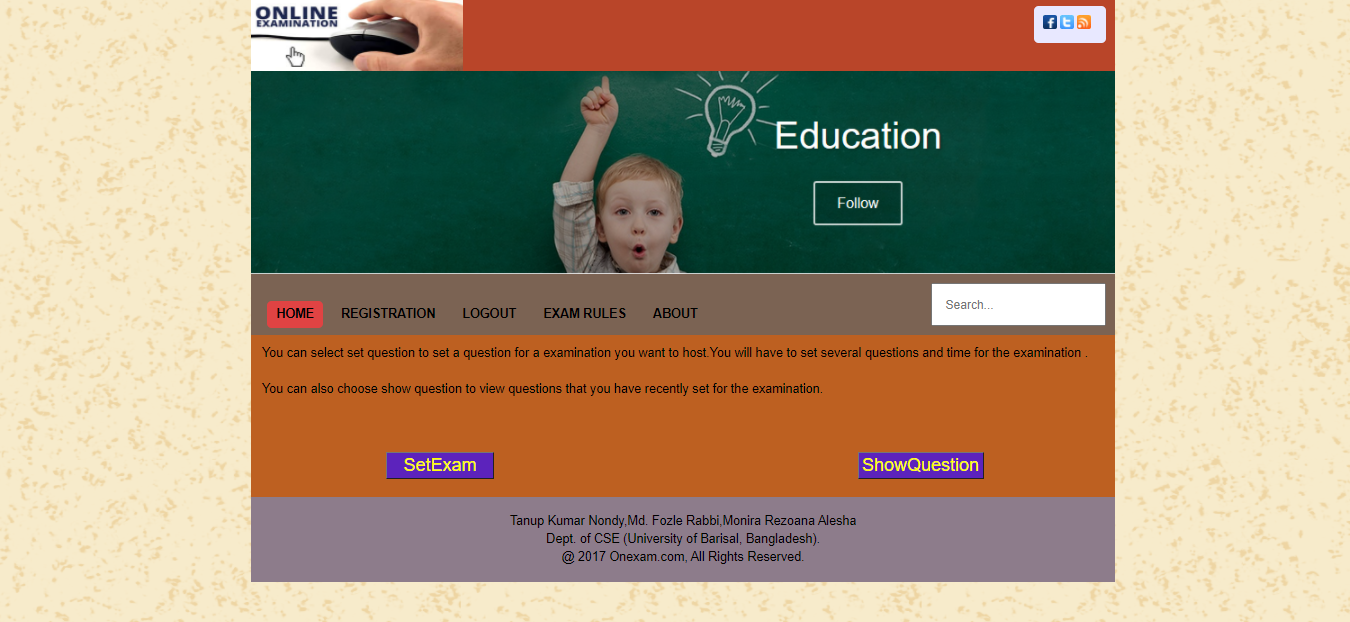 ONLINE
EXAMINATION
Education
Follow
HOME REGISTRATION LOGOUT EXAM RULES ABOUT
Search...
You can select set question to set a question for a examination you want to host.You will have to set several questions and time for the examination .
You can also choose show question to view questions that you have recently set for the examination.
SetExam ShowQuestion
Tanup Kumar Nondy,Md. Fozle Rabbi,Monira Rezoana Alesha
Dept. of CSE (University of Barisal, Bangladesh).
@ 2017 Onexam.com, All Rights Reserved.